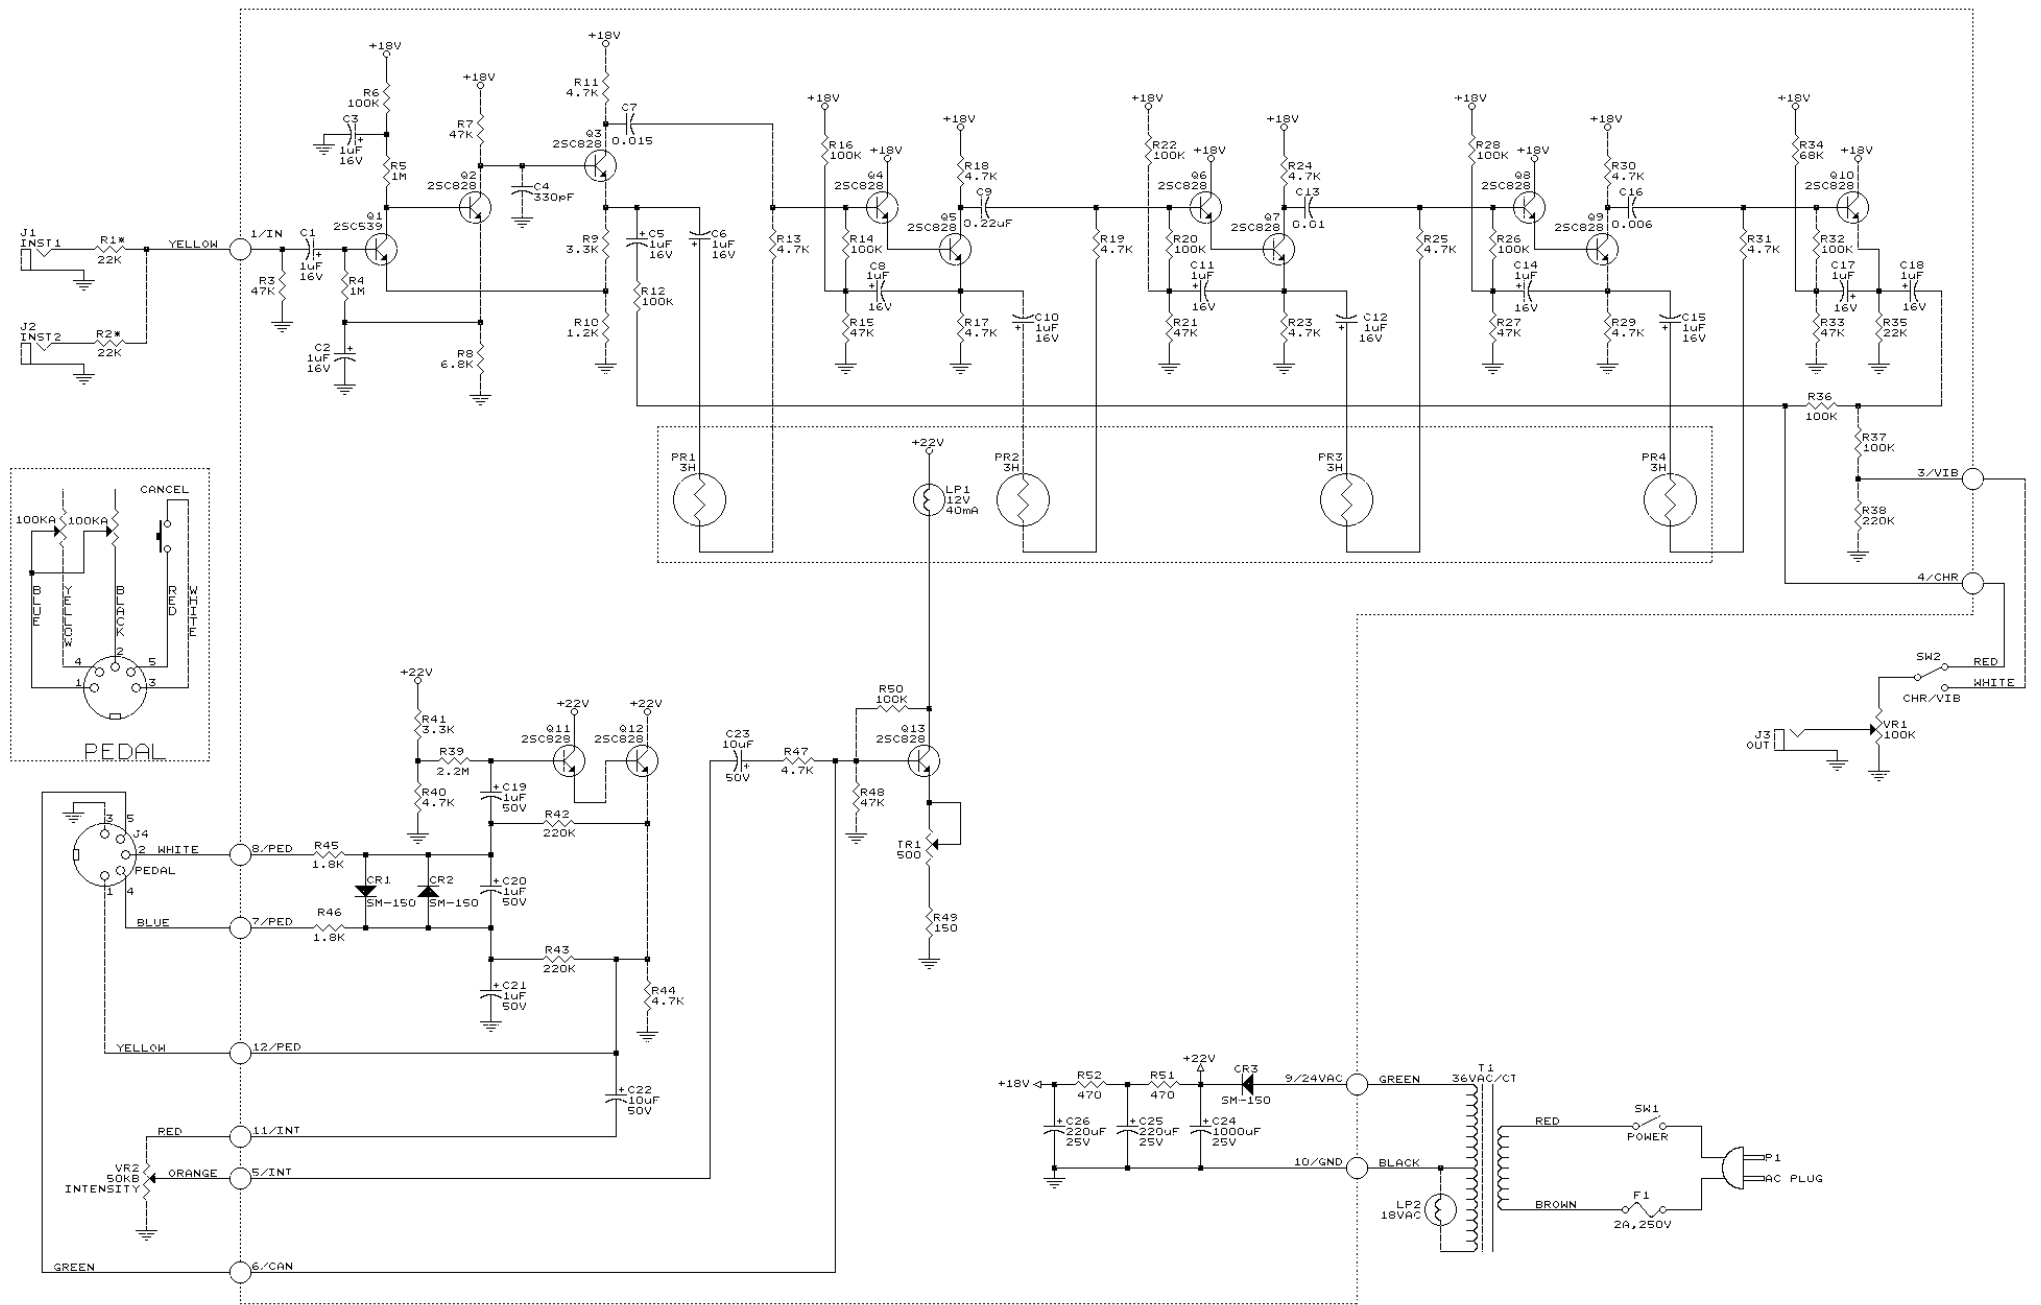 +18V
R6
100K
C3
1uF
16V
R5
1M
+18V
R7
47K
+18V
R11
4.7K
C7
0.015
Q3
2SC828
Q2
2SC828
C4
330pF
Q1
2SC539
J1
INST1
R1*
22K
YELLOW
1/IN
C1
1uF
16V
R3
47K
R4
1M
J2
INST2
R2*
22K
C2
1uF
16V
R8
6.8K
R9
3.3K
R10
1.2K
C5
1uF
16V
C6
1uF
16V
R12
100K
R13
4.7K
+18V
R16
100K
+18V
Q4
2SC828
R14
100K
C8
1uF
16V
R15
47K
+18V
R18
4.7K
C9
0.22uF
Q5
2SC828
R17
4.7K
C10
1uF
16V
R19
4.7K
+18V
R22
100K
+18V
Q6
2SC828
R20
100K
C11
1uF
16V
R21
47K
+18V
R24
4.7K
C13
0.01
Q7
2SC828
R23
4.7K
C12
1uF
16V
R25
4.7K
+18V
R28
100K
+18V
Q8
2SC828
R26
100K
C14
1uF
16V
R27
47K
+18V
R30
4.7K
C16
0.006
Q9
2SC828
R29
4.7K
C15
1uF
16V
R31
4.7K
+18V
R34
68K
+18V
Q10
2SC828
R32
100K
C17
1uF
16V
C18
1uF
16V
R33
47K
R35
22K
R36
100K
R37
100K
3/VIB
R38
220K
4/CHR
PR1
3H
+22V
LP1
12V
40mA
PR2
3H
PR3
3H
PR4
3H
CANCEL
100KA
100KA
BLUE
YELLOW
BLACK
RED
WHITE
4
2
5
1
3
PEDAL
SW2
RED
WHITE
CHR/VIB
VR1
100K
J3
OUT
+22V
R41
3.3K
R39
2.2M
R40
4.7K
+22V
Q11
2SC828
+22V
Q12
2SC828
C19
1uF
50V
R42
220K
C23
10uF
50V
R47
4.7K
R50
100K
Q13
2SC828
R48
47K
TR1
500
R49
150
3
5
J4
2
WHITE
PEDAL
1
4
BLUE
8/PED
R45
1.8K
CR1
SM-150
CR2
SM-150
C20
1uF
50V
7/PED
R46
1.8K
R43
220K
C21
1uF
50V
R44
4.7K
YELLOW
12/PED
C22
10uF
50V
RED
11/INT
VR2
50KB
INTENSITY
ORANGE
5/INT
GREEN
6/CAN
+18V
R52
470
R51
470
+22V
CR3
SM-150
9/24VAC
GREEN
C26
220uF
25V
C25
220uF
25V
C24
1000uF
25V
10/GND
BLACK
LP2
18VAC
T1
36VAC/CT
RED
SW1
POWER
BROWN
F1
2A,250V
P1
AC PLUG